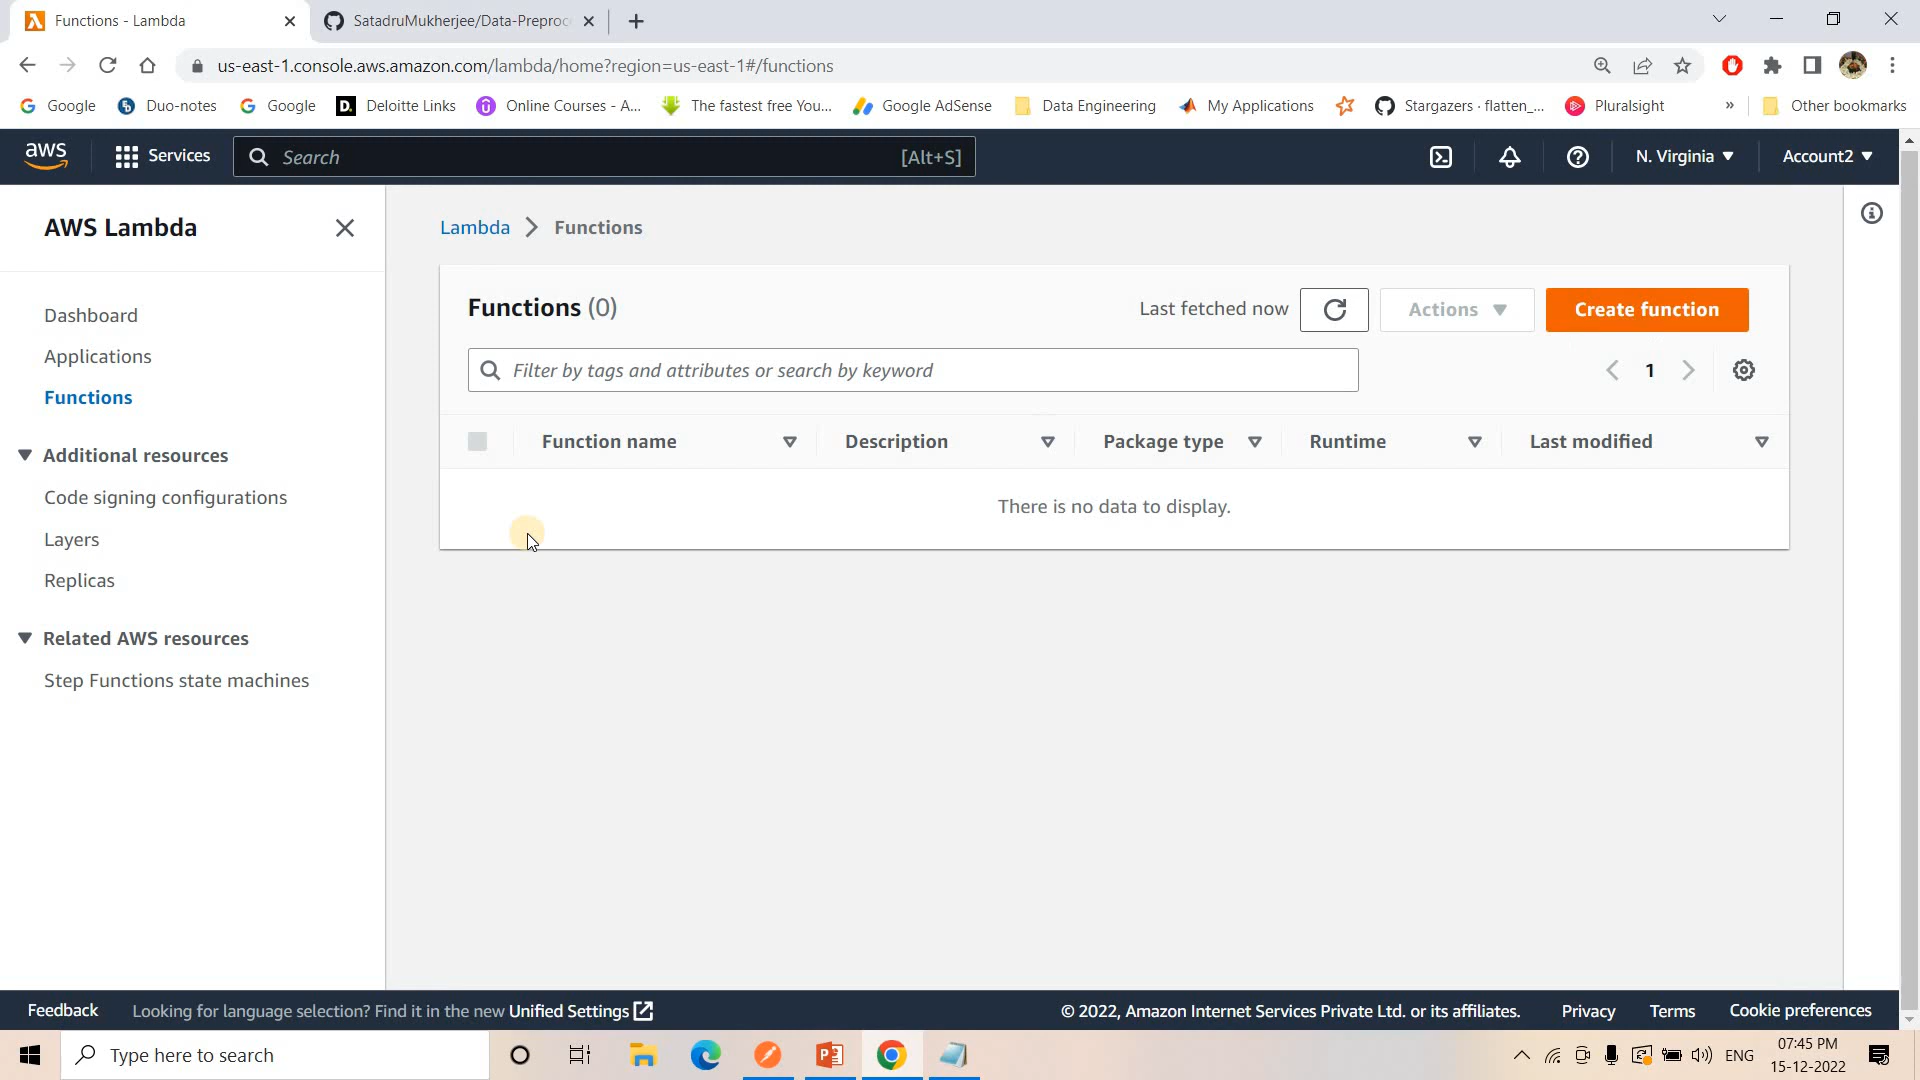 Functions - Lambda
SatadruMukherjee/Data-Preproc
us-east-1.console.aws.amazon.com/lambda/home?region=us-east-1#/functions
Google
Duo-notes
Google
Deloitte Links
Online Courses - A...
The fastest free You...
Google AdSense
Data Engineering
My Applications
Stargazers · flatten_...
Pluralsight
»
Other bookmarks
aws
Services
Search
[Alt+S]
N. Virginia
Account2
AWS Lambda
Dashboard
Applications
Functions
Additional resources
Code signing configurations
Layers
Replicas
Related AWS resources
Step Functions state machines
Lambda
Functions
Functions (0)
Last fetched now
Actions
Create function
Filter by tags and attributes or search by keyword
1
Function name
Description
Package type
Runtime
Last modified
There is no data to display.
Feedback
Looking for language selection? Find it in the new Unified Settings
© 2022, Amazon Internet Services Private Ltd. or its affiliates.
Privacy
Terms
Cookie preferences
Type here to search
ENG
07:45 PM
15-12-2022